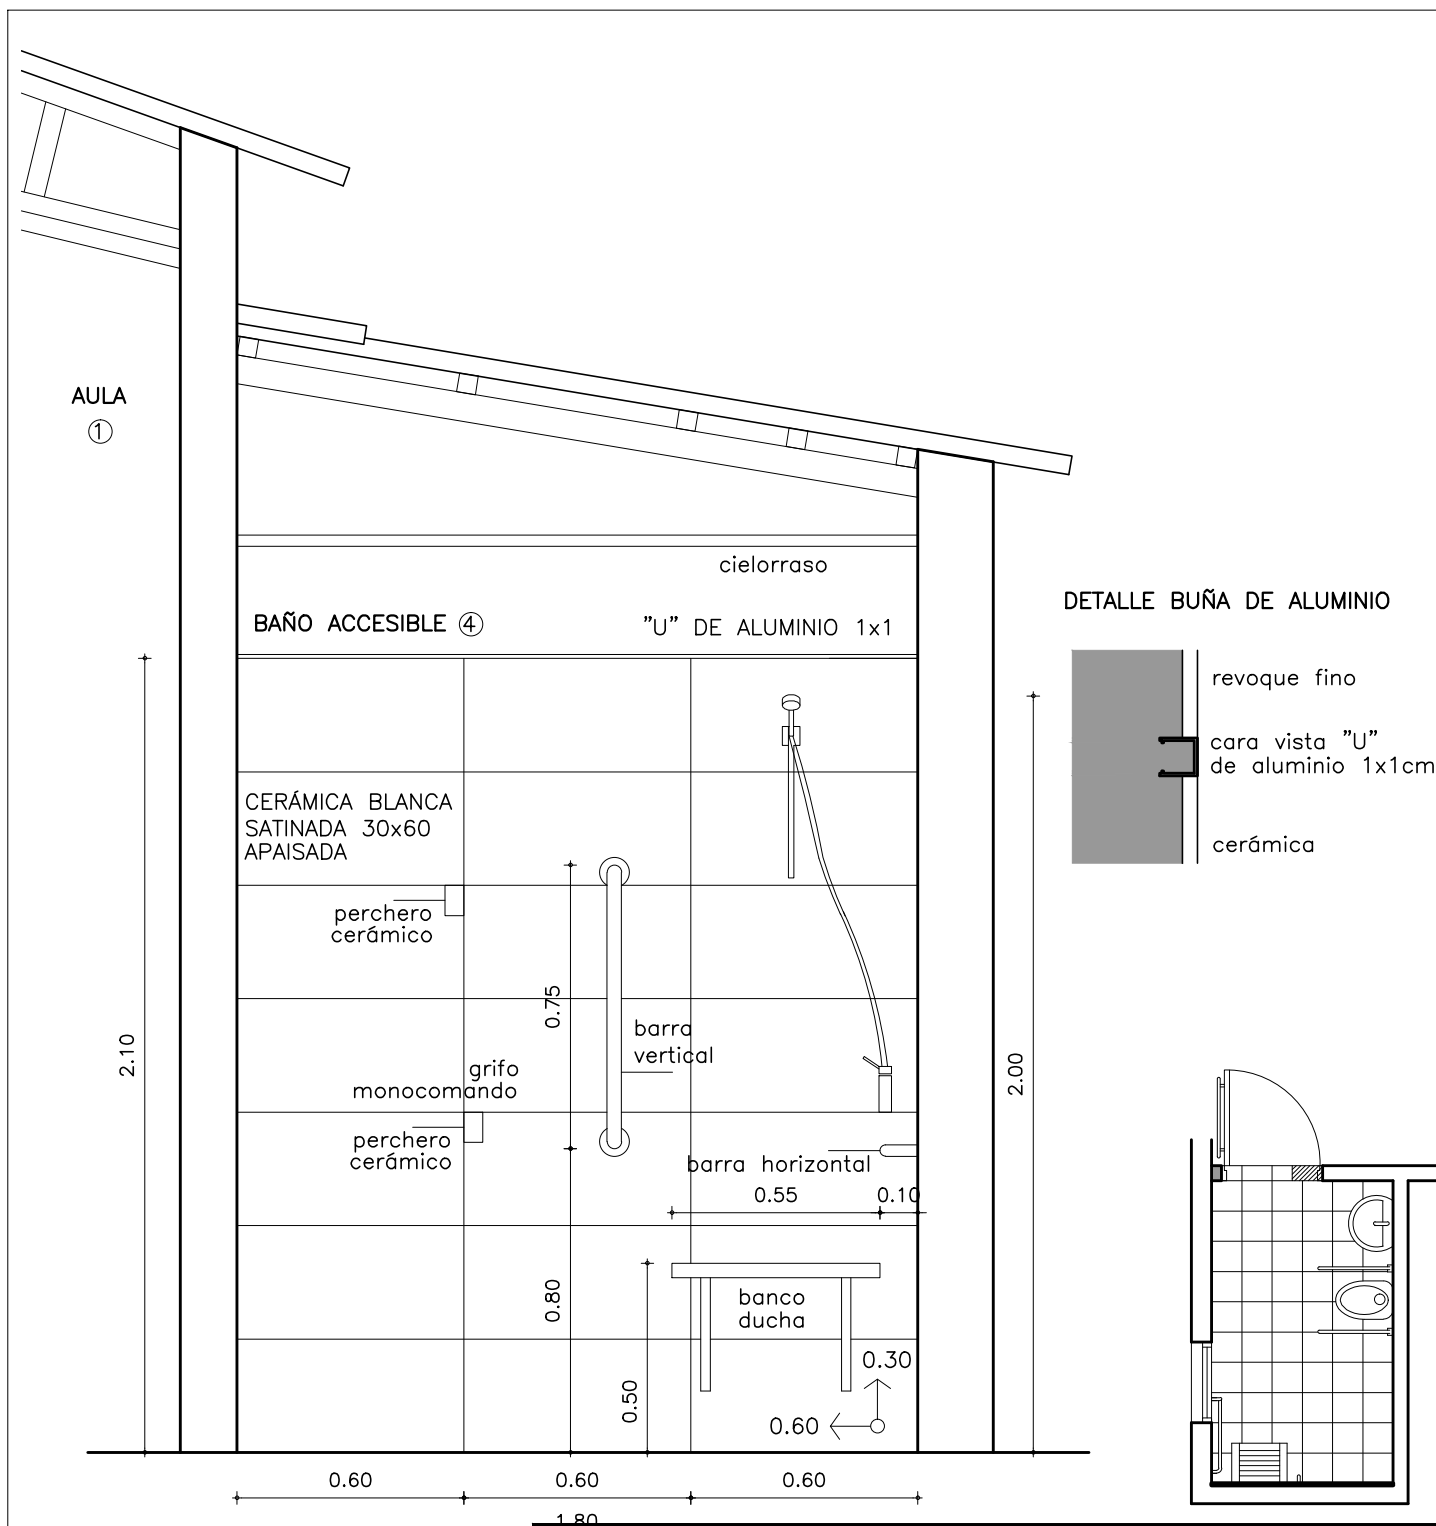 AULA
1
cielorraso
BAÑO ACCESIBLE 4
"U" DE ALUMINIO 1x1
DETALLE BUÑA DE ALUMINIO
revoque fino
cara vista "U"
de aluminio 1x1cm
cerámica
CERÁMICA BLANCA
SATINADA 30x60
APAISADA
perchero
cerámico
0.75
barra
vertical
grifo
monocomando
perchero
cerámico
2.10
2.00
barra horizontal
0.55
0.10
0.80
banco
ducha
0.50
0.30
0.60
0.60
0.60
0.60
1.80